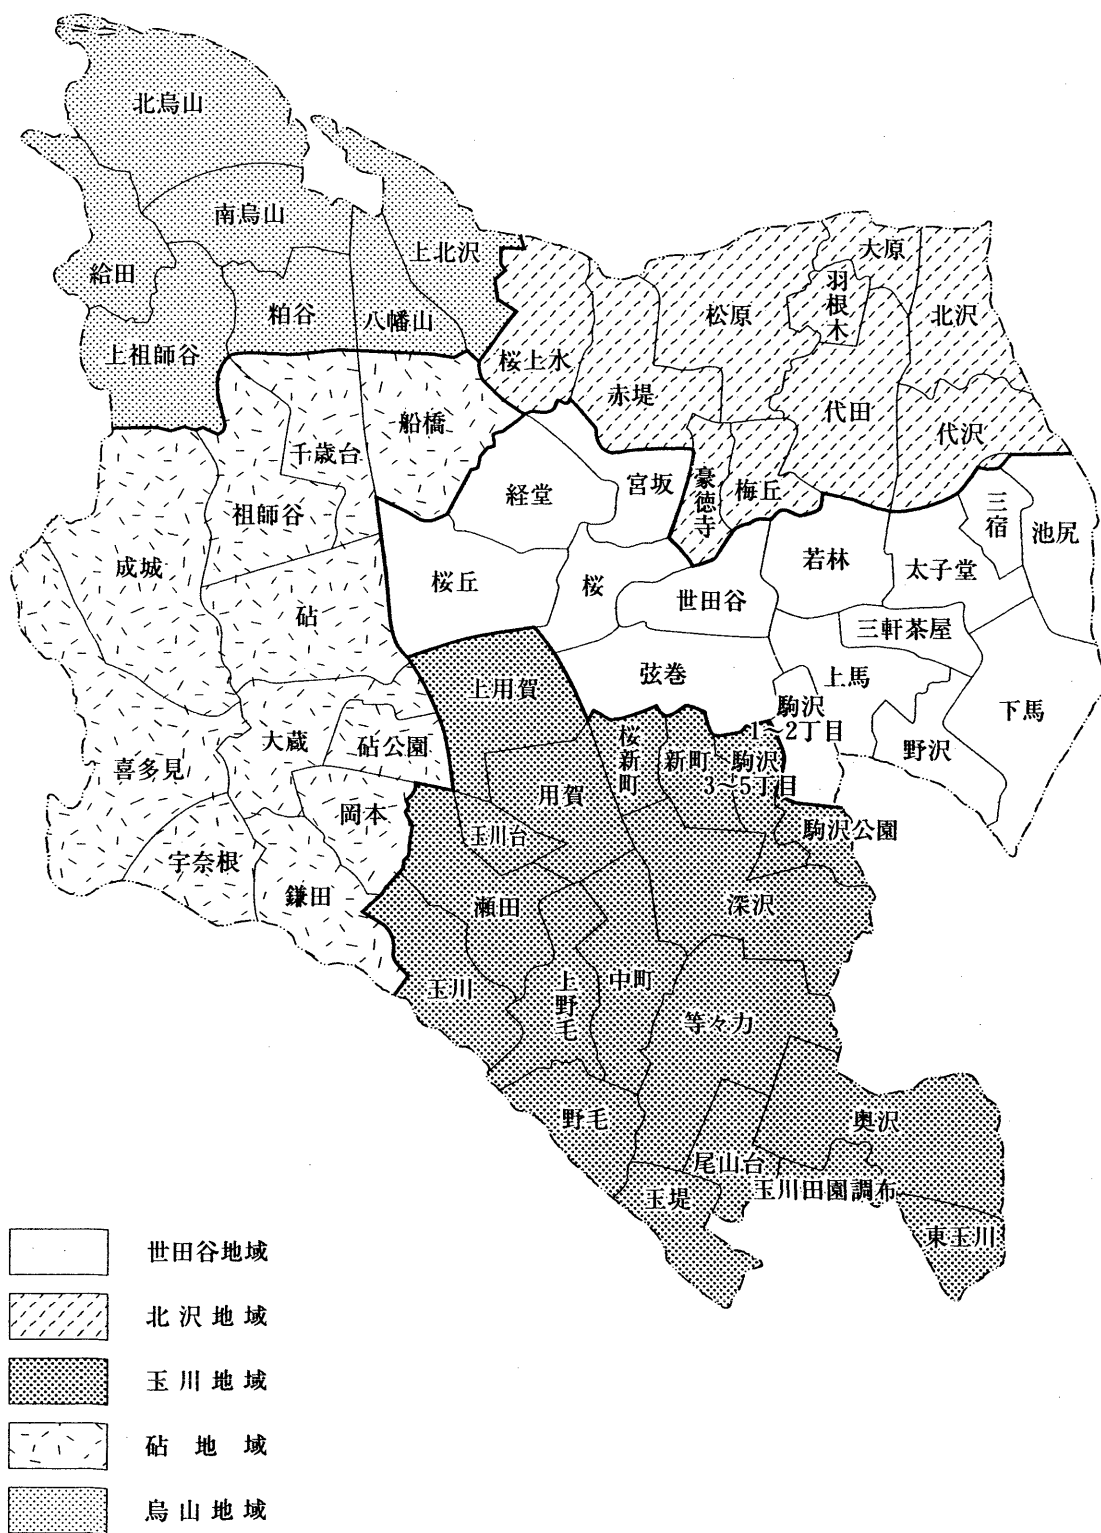 北烏山
南烏山
上北沢
給田
粕谷
八幡山
上祖師谷
大原
羽根木
松原
北沢
桜上水
赤堤
代田
代沢
船橋
千歳台
豪徳寺
梅丘
経堂
宮坂
祖師谷
三宿
池尻
成城
桜丘
桜
若林
太子堂
砧
世田谷
三軒茶屋
上用賀
弦巻
上馬
駒沢
1~2丁目
下馬
大蔵
砧公園
桜新町
新町
駒沢
3~5丁目
野沢
喜多見
岡本
用賀
玉川台
駒沢公園
宇奈根
鎌田
瀬田
深沢
玉川
上野毛
中町
等々力
野毛
奥沢
尾山台
玉堤
玉川田園調布
東玉川
世田谷地域
北沢地域
玉川地域
砧地域
烏山地域